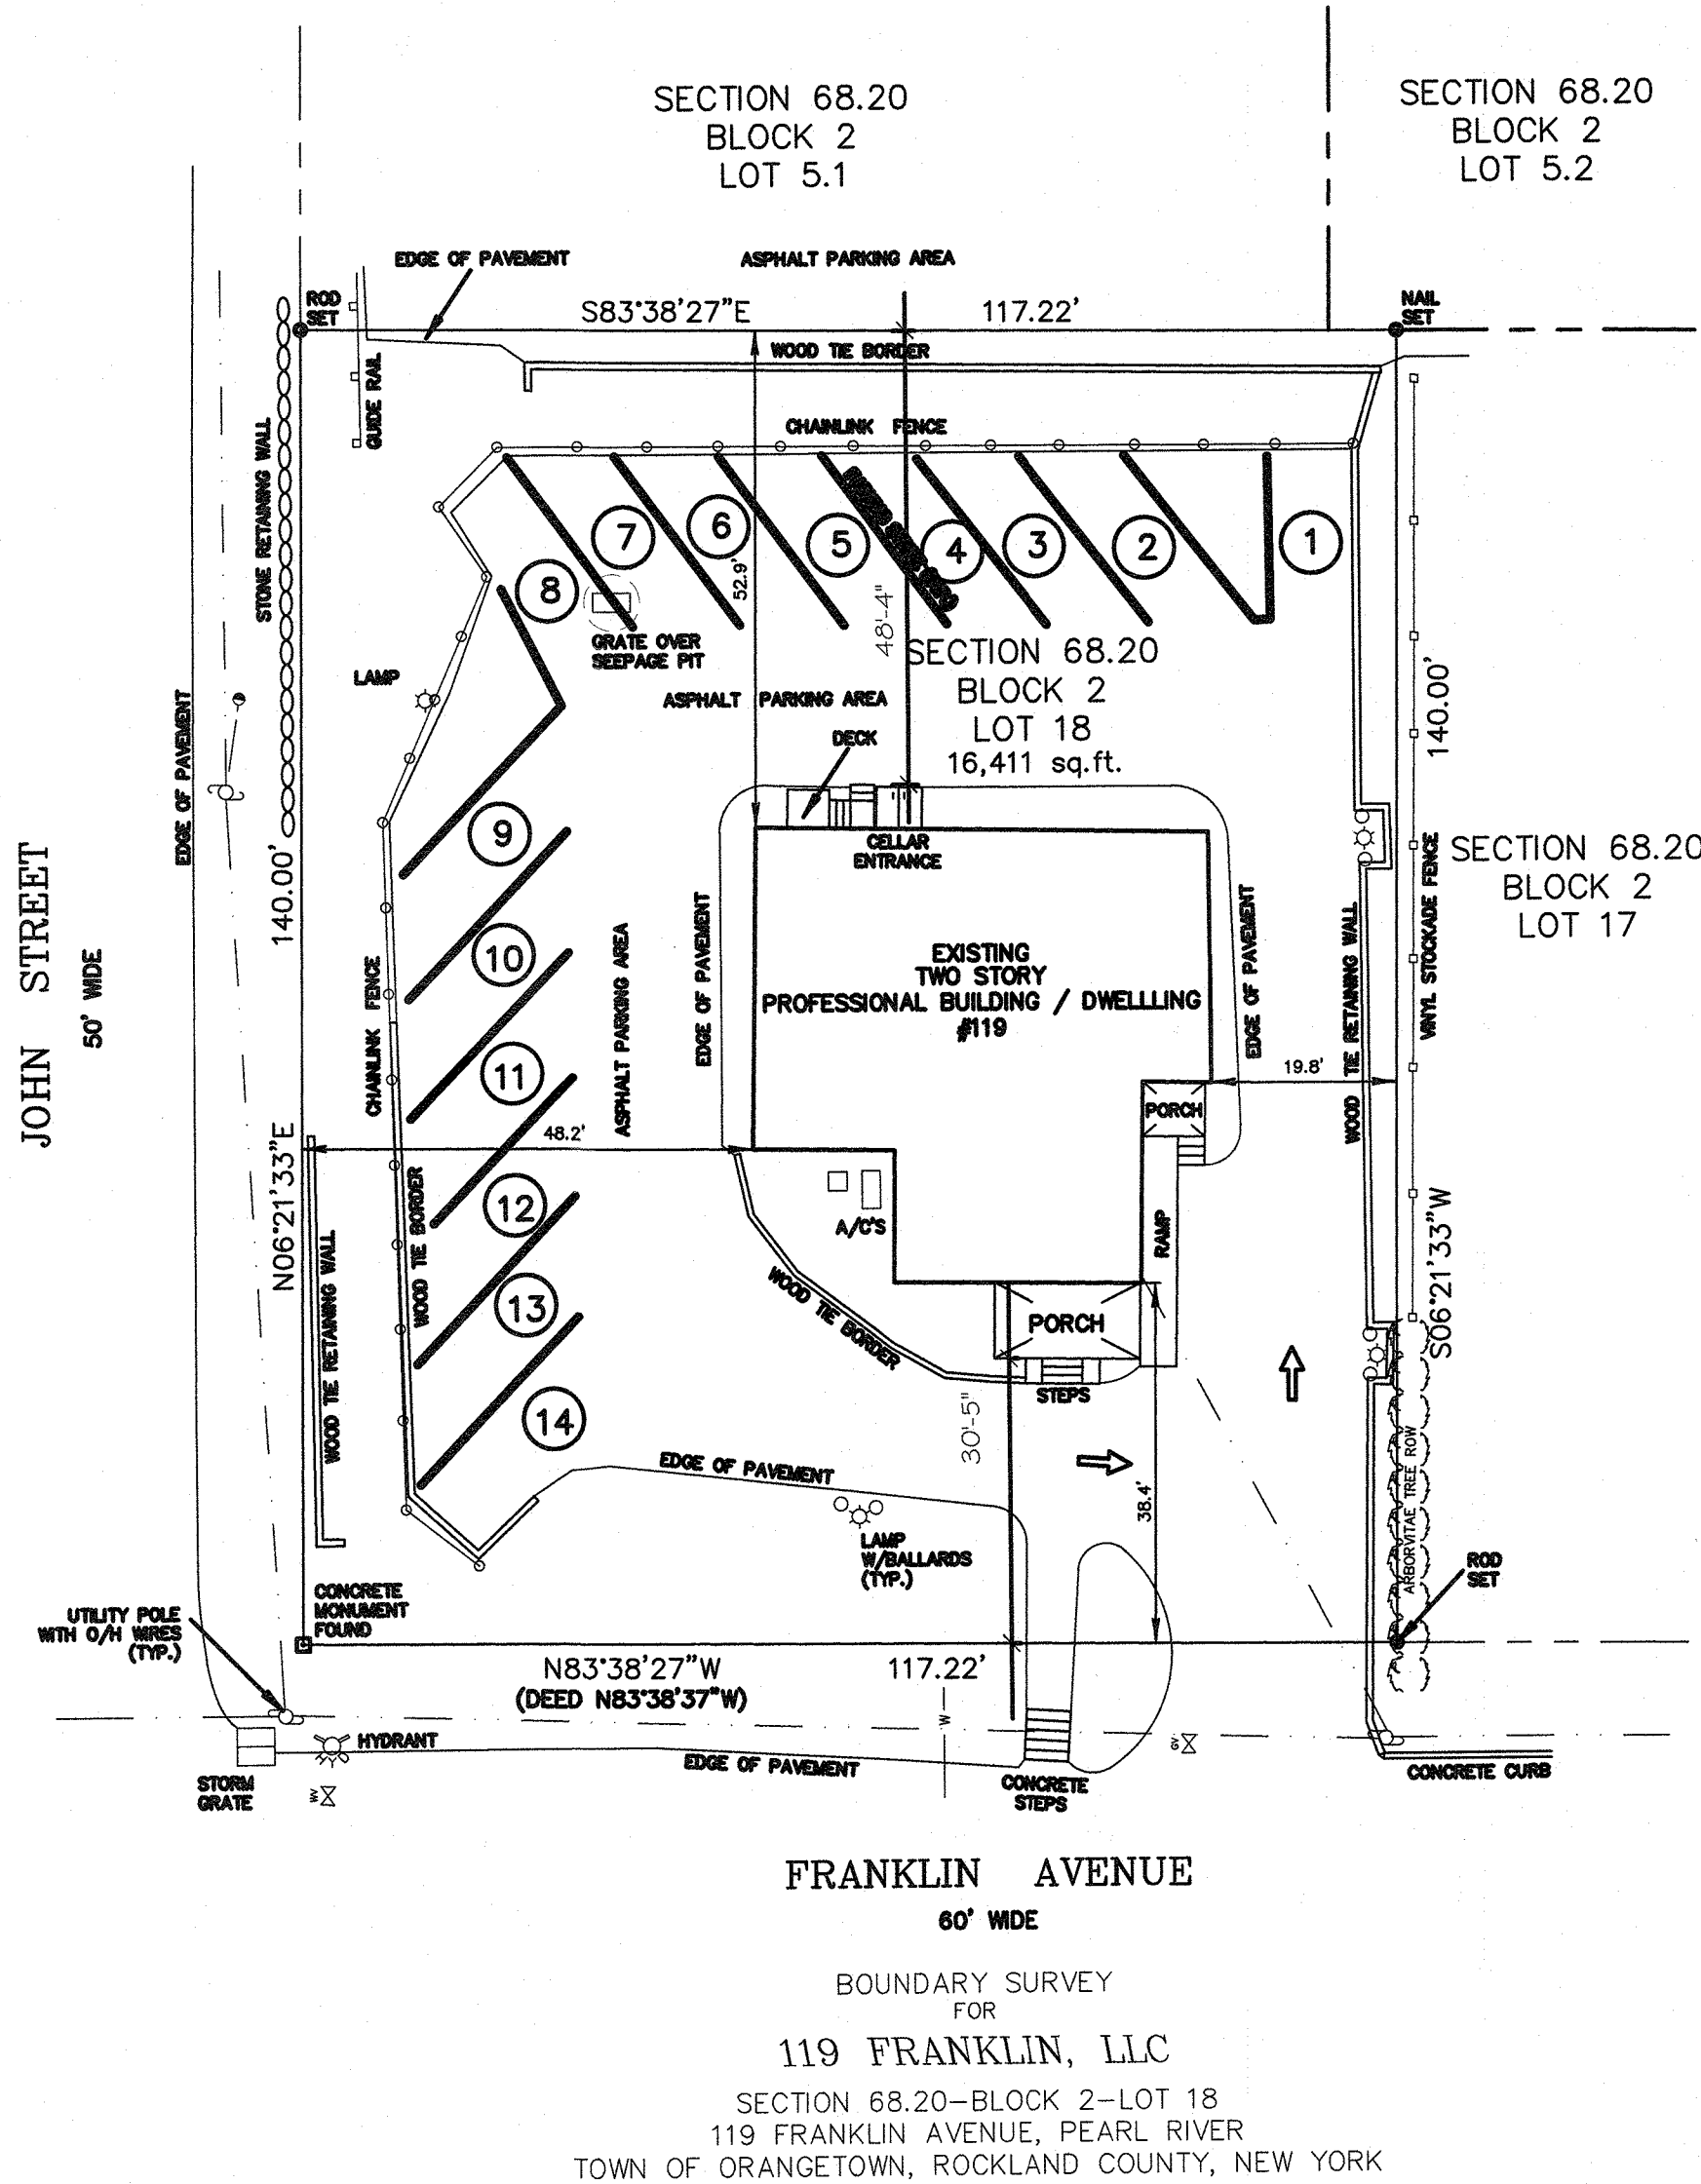 SECTION 68.20
BLOCK 2
LOT 5.1
SECTION 68.20
BLOCK 2
LOT 5.2
EDGE OF PAVEMENT
ASPHALT PARKING AREA
ROD
SET
S83°38'27"E
117.22'
NAIL
SET
WOOD TIE BORDER
GUIDE RAIL
STONE RETAINING WALL
CHAINLINK FENCE
7
6
5
4
3
2
1
8
52.9'
48'-4"
GRATE OVER
SEEPAGE PIT
SECTION 68.20
BLOCK 2
LOT 18
16,411 sq.ft.
LAMP
ASPHALT PARKING AREA
DECK
140.00'
EDGE OF PAVEMENT
9
CELLAR
ENTRANCE
VINYL STOCKADE FENCE
SECTION 68.20
BLOCK 2
LOT 17
JOHN STREET
50' WIDE
140.00'
10
CHAINLINK FENCE
ASPHALT PARKING AREA
EDGE OF PAVEMENT
EXISTING
TWO STORY
PROFESSIONAL BUILDING / DWELLLING
#119
EDGE OF PAVEMENT
WOOD TIE RETAINING WALL
11
19.8'
PORCH
48.2'
N06°21'33"E
12
WOOD TIE BORDER
A/C'S
RAMP
S06°21'33"W
WOOD TIE RETAINING WALL
13
WOOD TIE BORDER
PORCH
STEPS
14
30'-5"
EDGE OF PAVEMENT
38.4'
ARBORVITAE TREE ROW
LAMP
W/BALLARDS
(TYP.)
ROD
SET
CONCRETE
MONUMENT
FOUND
UTILITY POLE
WITH O/H WIRES
(TYP.)
N83°38'27"W
117.22'
(DEED N83°38'37"W)
W
HYDRANT
GV
EDGE OF PAVEMENT
STORM
GRATE
WV
CONCRETE
STEPS
CONCRETE CURB
FRANKLIN AVENUE
60' WIDE
BOUNDARY SURVEY
FOR
119 FRANKLIN, LLC
SECTION 68.20-BLOCK 2-LOT 18
119 FRANKLIN AVENUE, PEARL RIVER
TOWN OF ORANGETOWN, ROCKLAND COUNTY, NEW YORK